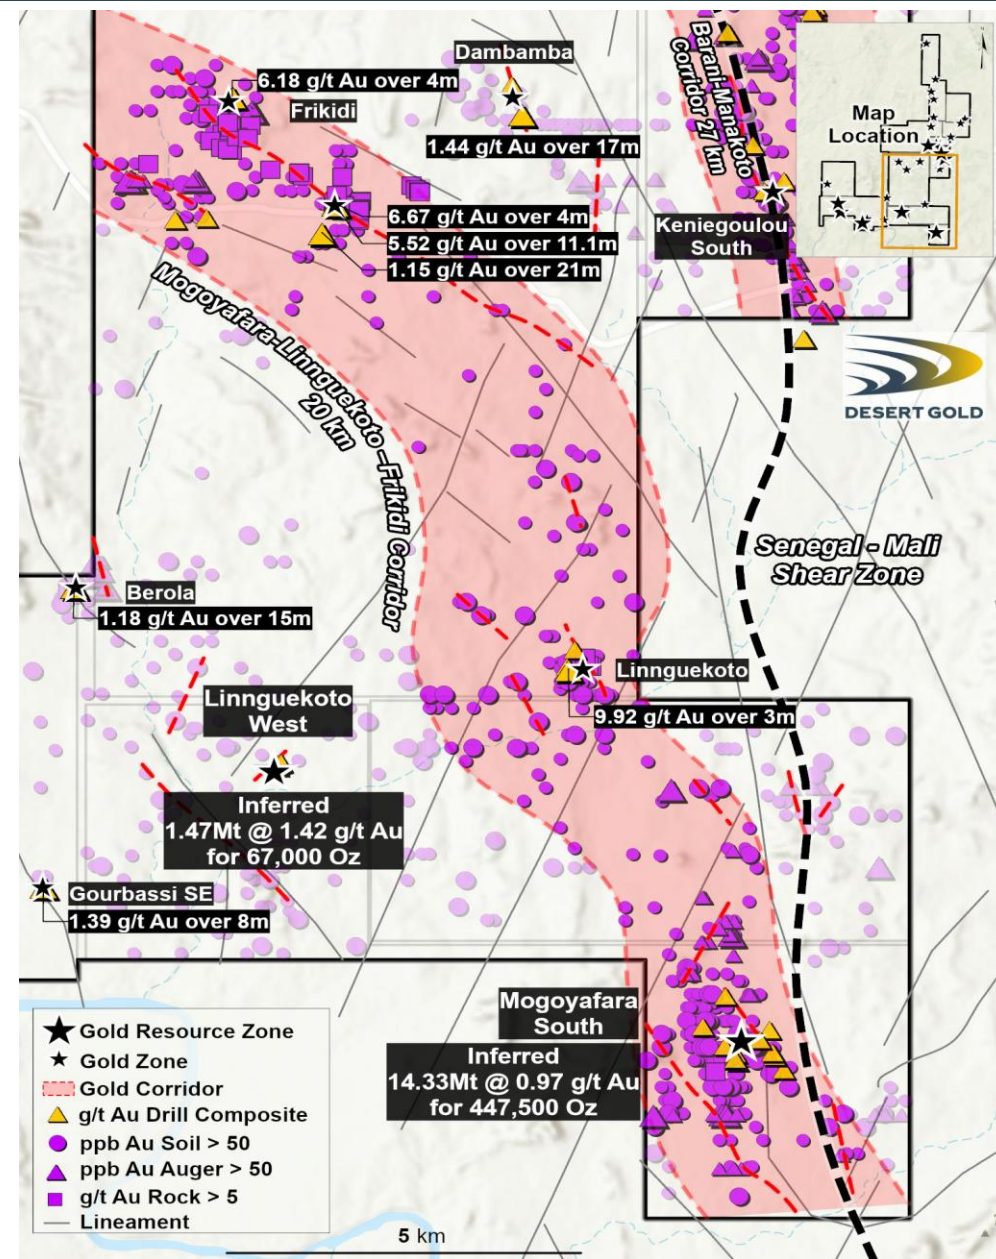 Dambamba
6.18 g/t Au over 4m
Frikidi
1.44 g/t Au over 17m
Barani-Manakoto
Corridor 27 km
Map
Location
6.67 g/t Au over 4m
5.52 g/t Au over 11.1m
1.15 g/t Au over 21m
Keniegoulou
South
Mogoyafara-Linnguekoto -Frikidi Corridor
20 km
DESERT GOLD
Senegal - Mali
Shear Zone
Berola
1.18 g/t Au over 15m
Linnguekoto
9.92 g/t Au over 3m
Linnguekoto
West
Inferred
1.47Mt @ 1.42 g/t Au
for 67,000 Oz
Gourbassi SE
1.39 g/t Au over 8m
Mogoyafara
South
Inferred
14.33Mt @ 0.97 g/t Au
for 447,500 Oz
Gold Resource Zone
Gold Zone
Gold Corridor
g/t Au Drill Composite
ppb Au Soil > 50
ppb Au Auger > 50
g/t Au Rock > 5
Lineament
5 km